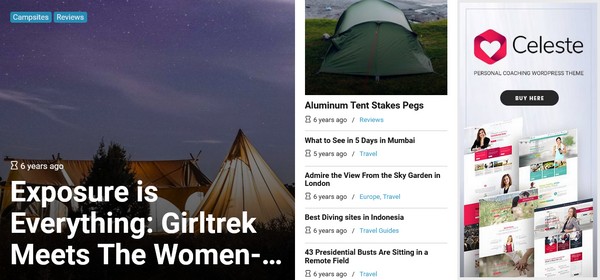 Campsites Reviews
6 years ago
Exposure is
Everything: Girltrek
Meets The Women-...
Aluminum Tent Stakes Pegs
6 years ago / Reviews
What to See in 5 Days in Mumbai
5 years ago / Travel
Admire the View From the Sky Garden in
London
6 years ago / Europe, Travel
Best Diving sites in Indonesia
6 years ago / Travel Guides
43 Presidential Busts Are Sitting in a
Remote Field
6 years ago / Travel
Celeste
PERSONAL COACHING WORDPRESS THEME
BUY HERE